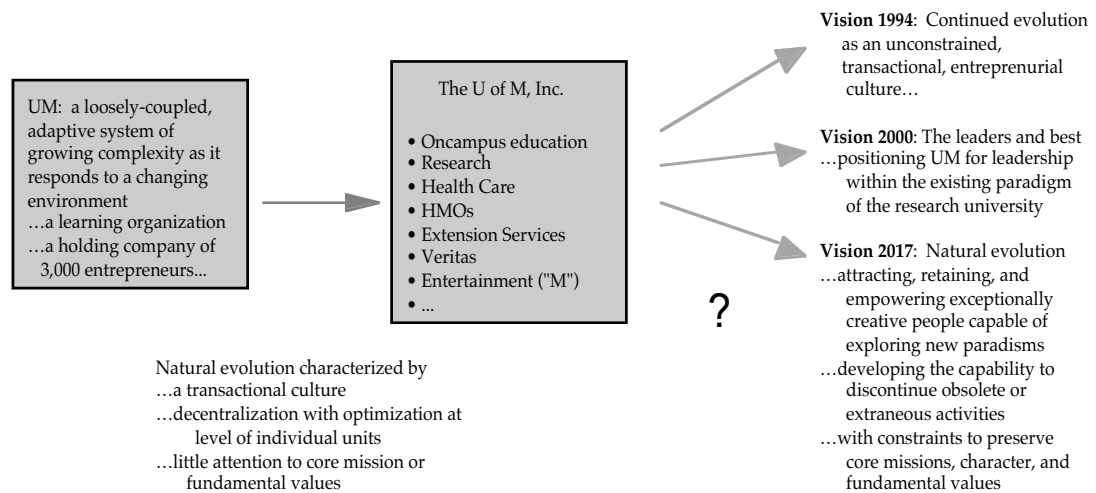 UM: a loosely-coupled,
adaptive system of
growing complexity as it
responds to a changing
environment
…a learning organization
…a holding company of
3,000 entrepreneurs...
The U of M, Inc.
• Oncampus education
• Research
• Health Care
• HMOs
• Extension Services
• Veritas
• Entertainment ("M")
• ...
Natural evolution characterized by
…a transactional culture
…decentralization with optimization at
level of individual units
…little attention to core mission or
fundamental values
?
Vision 1994: Continued evolution
as an unconstrained,
transactional, entreprenurial
culture…
Vision 2000: The leaders and best
…positioning UM for leadership
within the existing paradigm
of the research university
Vision 2017: Natural evolution
…attracting, retaining, and
empowering exceptionally
creative people capable of
exploring new paradisms
…developing the capability to
discontinue obsolete or
extraneous activities
…with constraints to preserve
core missions, character, and
fundamental values